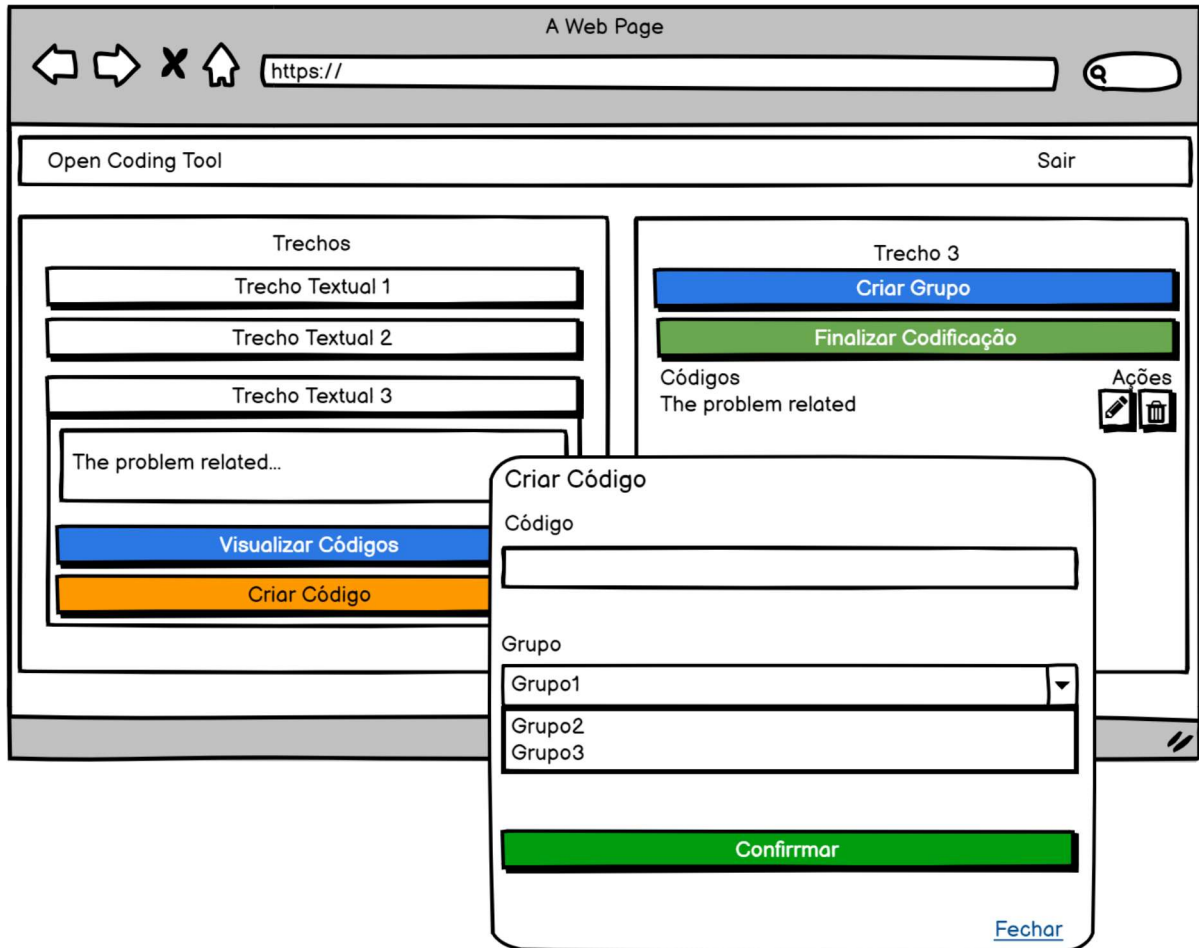 A Web Page
https://
Open Coding Tool
Sair
Trechos
Trecho Textual 1
Trecho Textual 2
Trecho Textual 3
The problem related...
Visualizar Códigos
Criar Código
Trecho 3
Criar Grupo
Finalizar Codificação
Códigos Ações
The problem related
Criar Código
Código
Grupo
Grupo1
Grupo2
Grupo3
Confirrmar
Fechar